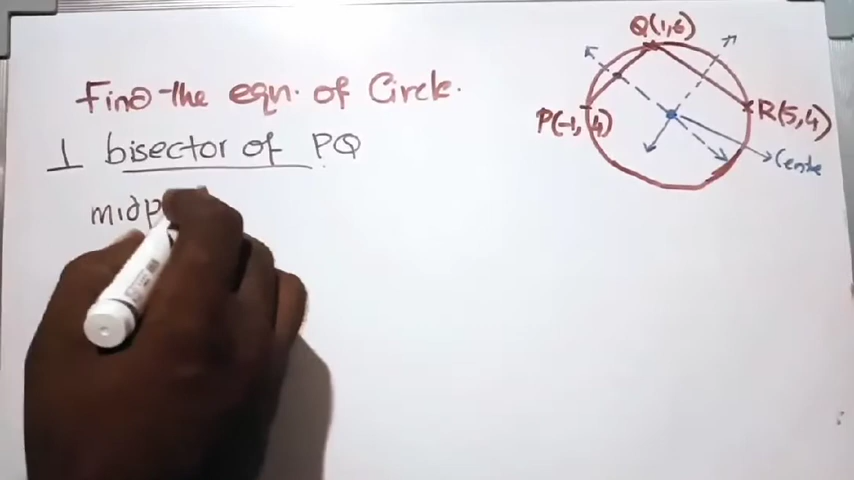 Find the eqn. of Circle.
⊥ bisector of PQ
midp
Q(1,6)
P(-1,4)
R(5,4)
Centre